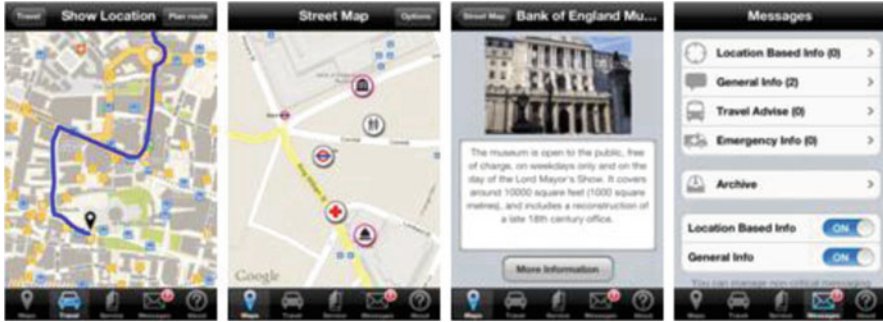 Travel Show Location Plan route
Maps Travel Service Messages About
Street Map Options
King William St
Google
Maps Travel Service Messages About
Street Map Bank of England Mu...
The museum is open to the public, free
of charge, on weekdays only and on the
day of the Lord Mayor's Show. It covers
around 10000 square feet (1000 square
metres), and includes a reconstruction of
a late 18th century office.
More Information
Maps Travel Service Messages About
Messages
Location Based Info (0)
General Info (2)
Travel Advise (0)
Emergency Info (0)
Archive
Location Based Info ON
General Info ON
You can manage non-critical messaging
Maps Travel Service Messages About